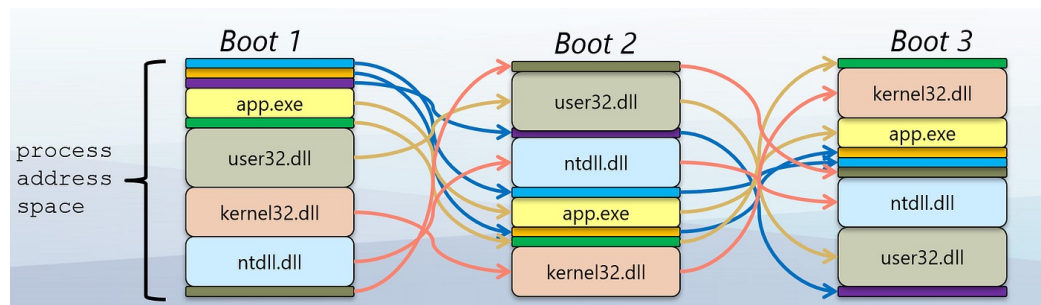 Boot 1
Boot 2
Boot 3
process
address
space
app.exe
user32.dll
kernel32.dll
ntdll.dll
user32.dll
ntdll.dll
app.exe
kernel32.dll
kernel32.dll
app.exe
ntdll.dll
user32.dll